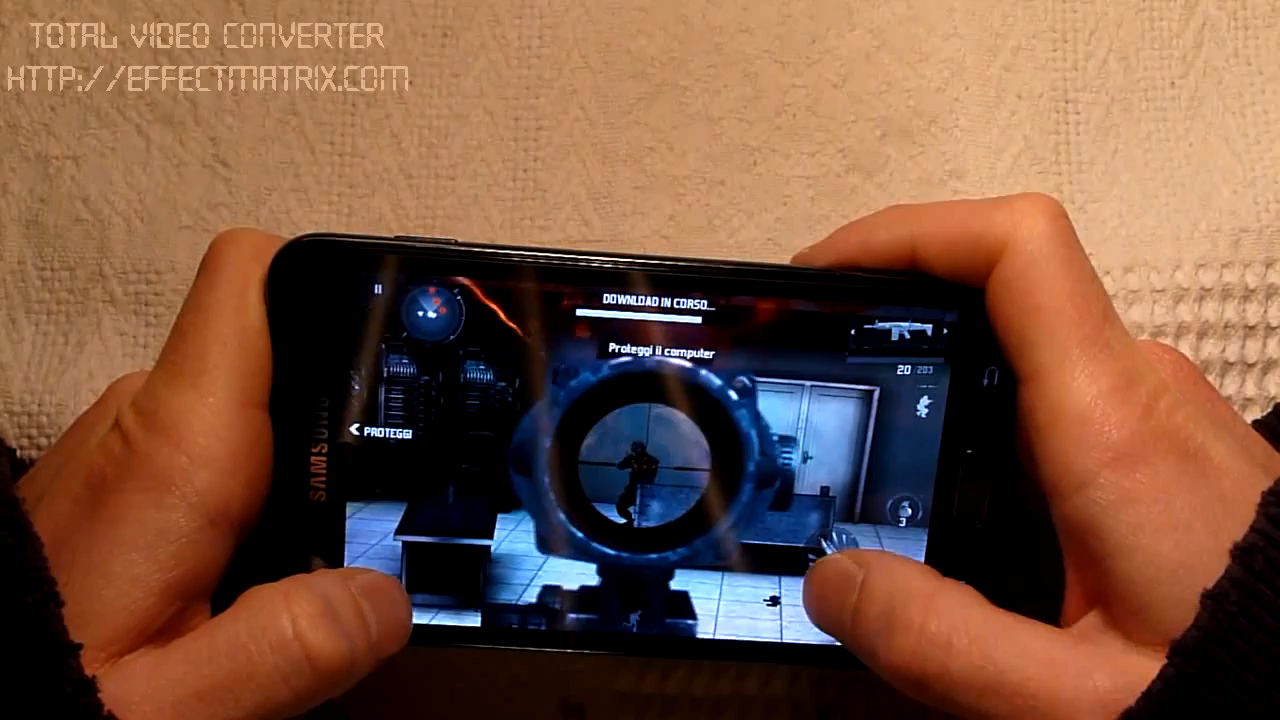 TOTAL VIDEO CONVERTER
HTTP://EFFECTMATRIX.COM
DOWNLOAD IN CORSO...
Proteggi il computer
20/203
PROTEGGI
SAMSUNG
3